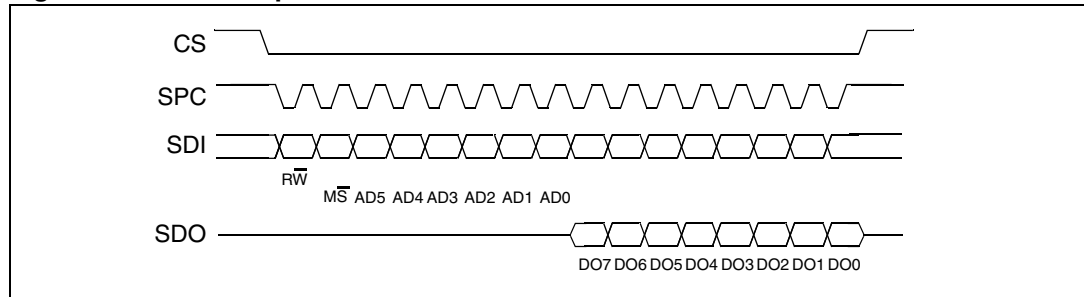 CS
SPC
SDI
RW̅
MS̅ AD5 AD4 AD3 AD2 AD1 AD0
SDO
DO7 DO6 DO5 DO4 DO3 DO2 DO1 DO0